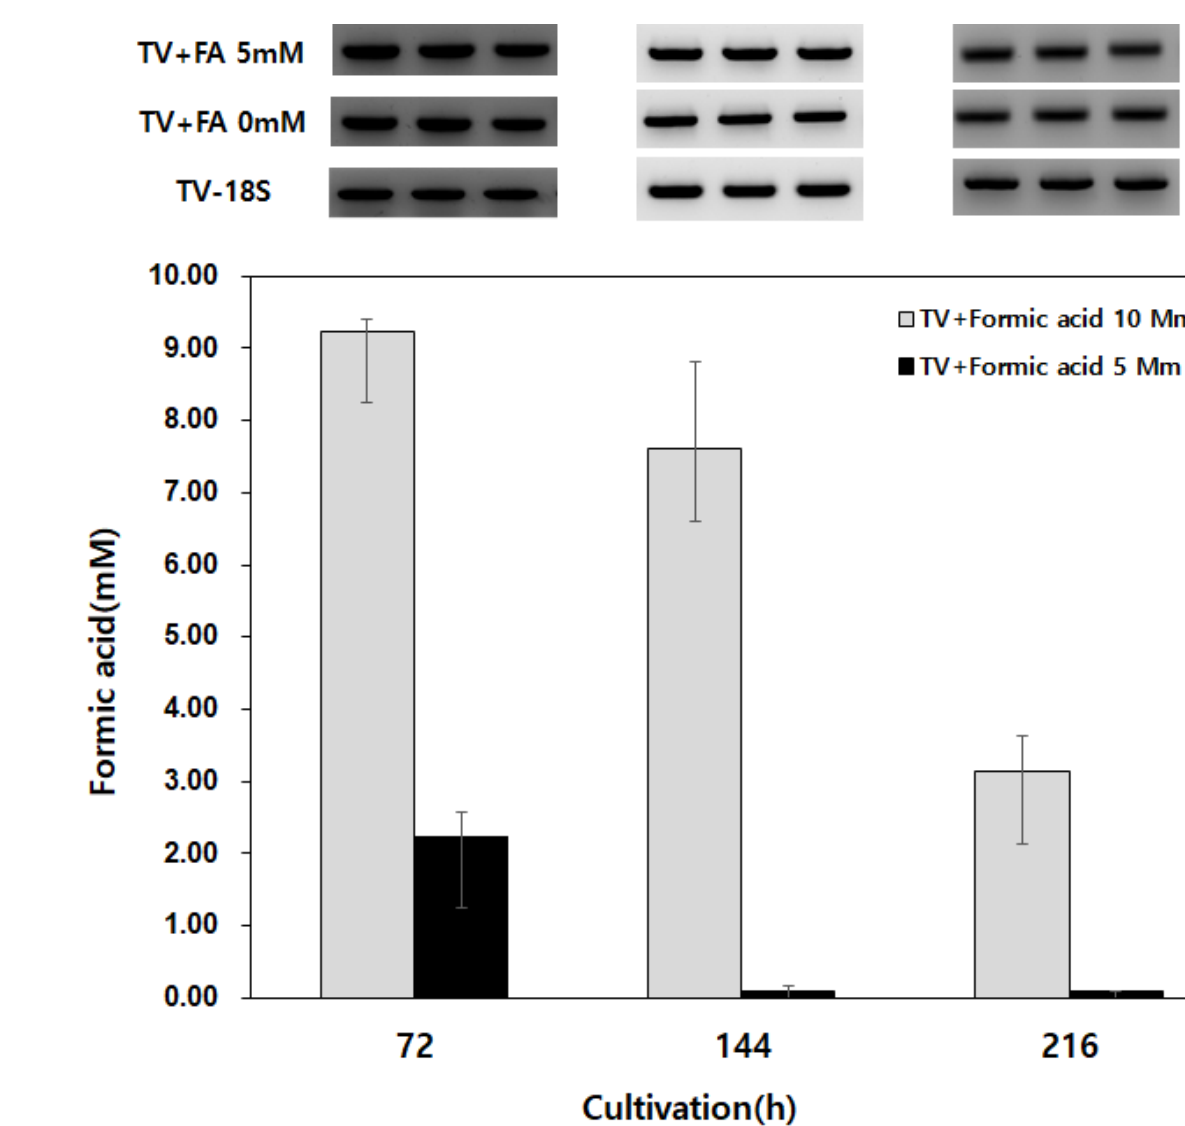 TV+FA 5mM
TV+FA 0mM
TV-18S
10.00
9.00
8.00
7.00
6.00
5.00
4.00
3.00
2.00
1.00
0.00
Formic acid(mM)
TV+Formic acid 10 Mm
TV+Formic acid 5 Mm
72 144 216
Cultivation(h)